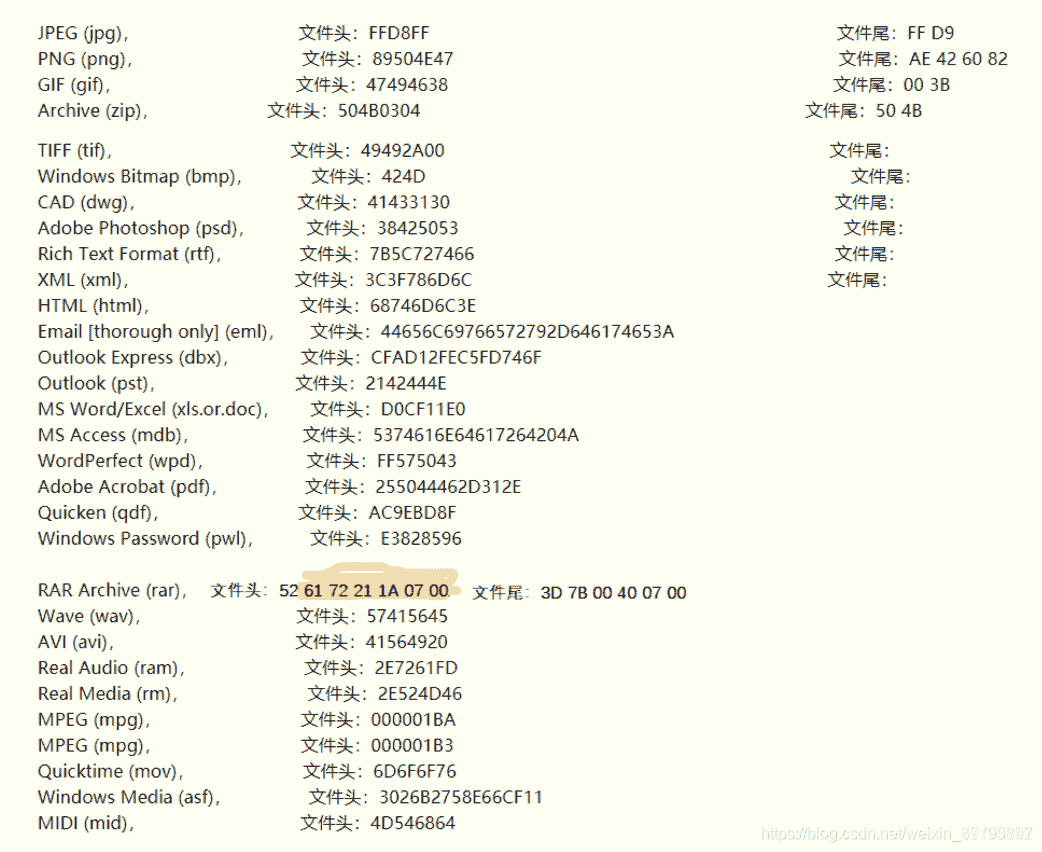 JPEG (jpg)， 文件头：FFD8FF 文件尾：FF D9
PNG (png)， 文件头：89504E47 文件尾：AE 42 60 82
GIF (gif)， 文件头：47494638 文件尾：00 3B
Archive (zip)， 文件头：504B0304 文件尾：50 4B
TIFF (tif)， 文件头：49492A00 文件尾：
Windows Bitmap (bmp)， 文件头：424D 文件尾：
CAD (dwg)， 文件头：41433130 文件尾：
Adobe Photoshop (psd)， 文件头：38425053 文件尾：
Rich Text Format (rtf)， 文件头：7B5C727466 文件尾：
XML (xml)， 文件头：3C3F786D6C 文件尾：
HTML (html)， 文件头：68746D6C3E
Email [thorough only] (eml)， 文件头：44656C69766572792D646174653A
Outlook Express (dbx)， 文件头：CFAD12FEC5FD746F
Outlook (pst)， 文件头：2142444E
MS Word/Excel (xls.or.doc)， 文件头：D0CF11E0
MS Access (mdb)， 文件头：5374616E64617264204A
WordPerfect (wpd)， 文件头：FF575043
Adobe Acrobat (pdf)， 文件头：255044462D312E
Quicken (qdf)， 文件头：AC9EBD8F
Windows Password (pwl)， 文件头：E3828596
RAR Archive (rar)， 文件头：52 61 72 21 1A 07 00 文件尾：3D 7B 00 40 07 00
Wave (wav)， 文件头：57415645
AVI (avi)， 文件头：41564920
Real Audio (ram)， 文件头：2E7261FD
Real Media (rm)， 文件头：2E524D46
MPEG (mpg)， 文件头：000001BA
MPEG (mpg)， 文件头：000001B3
Quicktime (mov)， 文件头：6D6F6F76
Windows Media (asf)， 文件头：3026B2758E66CF11
MIDI (mid)， 文件头：4D546864